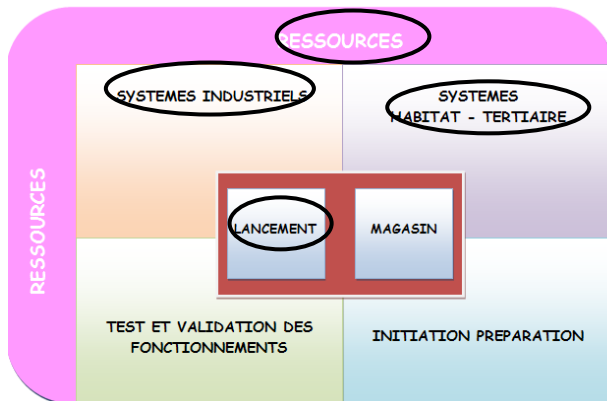 RESSOURCES
SYSTEMES INDUSTRIELS
SYSTEMES
HABITAT - TERTIAIRE
RESSOURCES
LANCEMENT
MAGASIN
TEST ET VALIDATION DES
FONCTIONNEMENTS
INITIATION PREPARATION